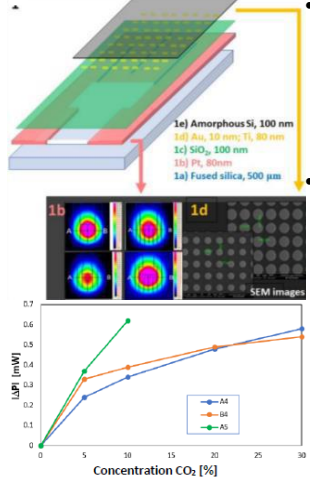 1e) Amorphous Si, 100 nm
1d) Au, 10 nm; Ti, 80 nm
1c) SiO₂, 100 nm
1b) Pt, 80nm
1a) Fused silica, 500 µm
1b
1d
A B A B
A B A B
SEM images
|ΔP| [mW]
0.7
0.6
0.5
0.4
0.3
0.2
0.1
0
A4
B4
A5
0 5 10 15 20 25 30
Concentration CO₂ [%]